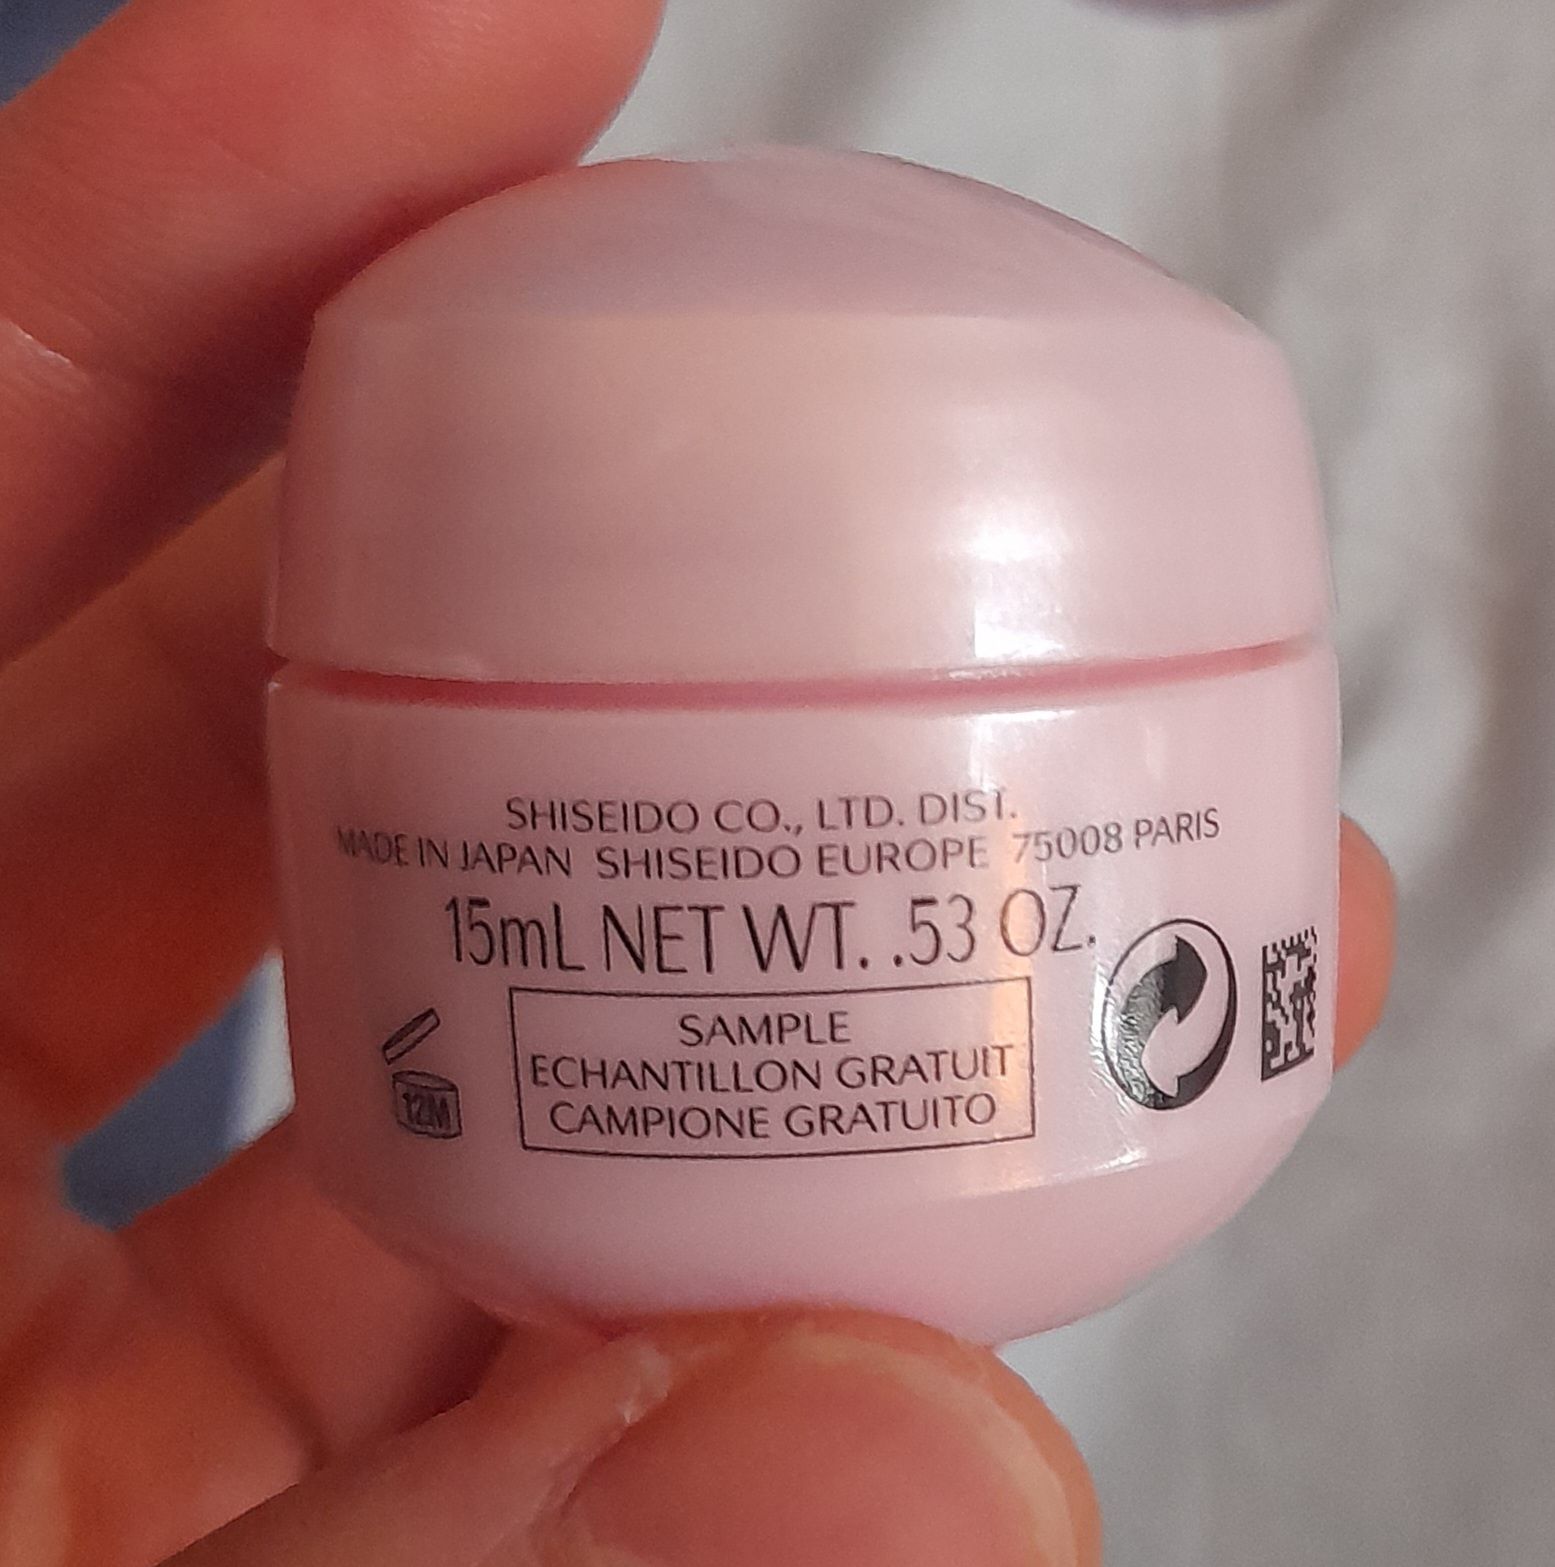 SHISEIDO CO., LTD. DIST.
MADE IN JAPAN SHISEIDO EUROPE 75008 PARIS
15mL NET WT. .53 OZ.
SAMPLE
ECHANTILLON GRATUIT
CAMPIONE GRATUITO
12M